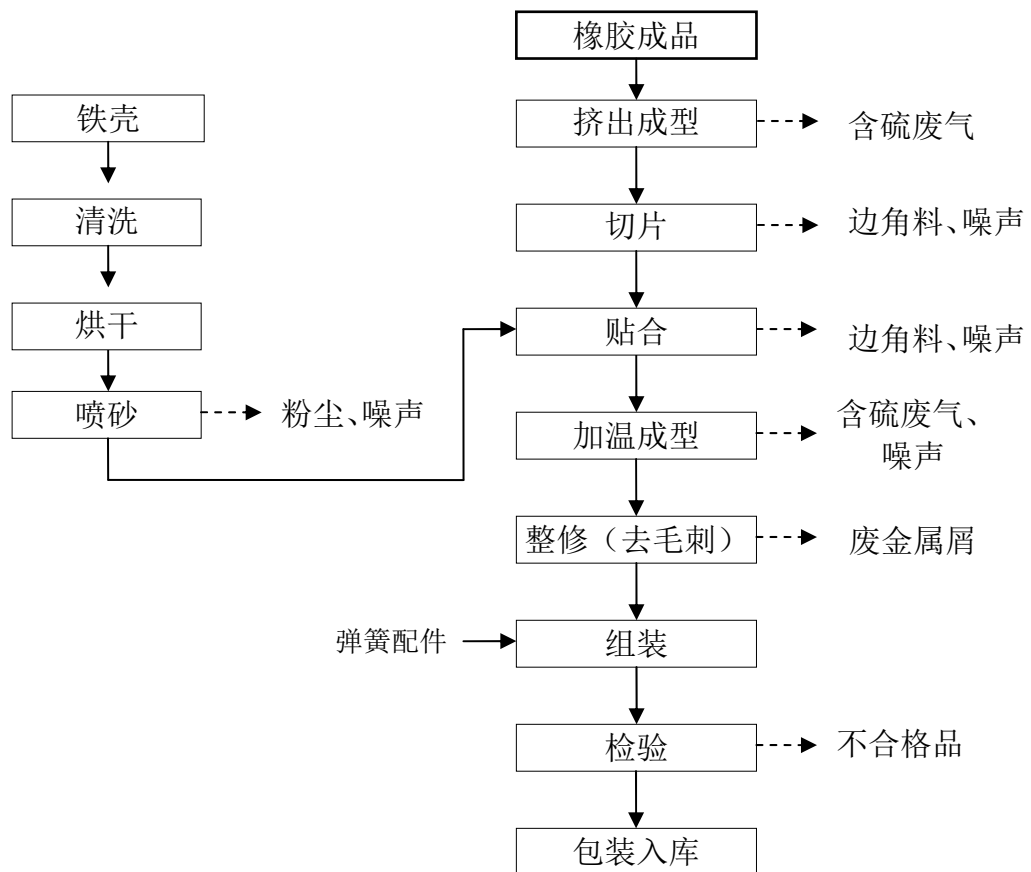 橡胶成品
铁壳
挤出成型
含硫废气
清洗
切片
边角料、噪声
烘干
贴合
边角料、噪声
喷砂
粉尘、噪声
加温成型
含硫废气、
噪声
整修（去毛刺）
废金属屑
弹簧配件
组装
检验
不合格品
包装入库